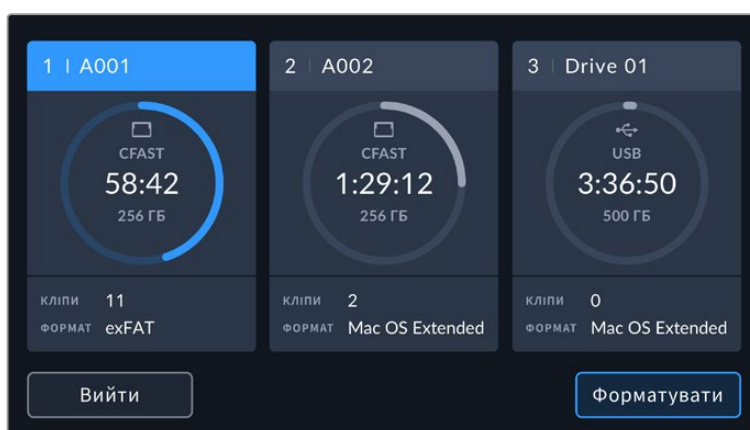 1 | A001
CFAST
58:42
256 ГБ
КЛІПИ 11
ФОРМАТ exFAT
2 | A002
CFAST
1:29:12
256 ГБ
КЛІПИ 2
ФОРМАТ Mac OS Extended
3 | Drive 01
USB
3:36:50
500 ГБ
КЛІПИ 0
ФОРМАТ Mac OS Extended
Вийти
Форматувати